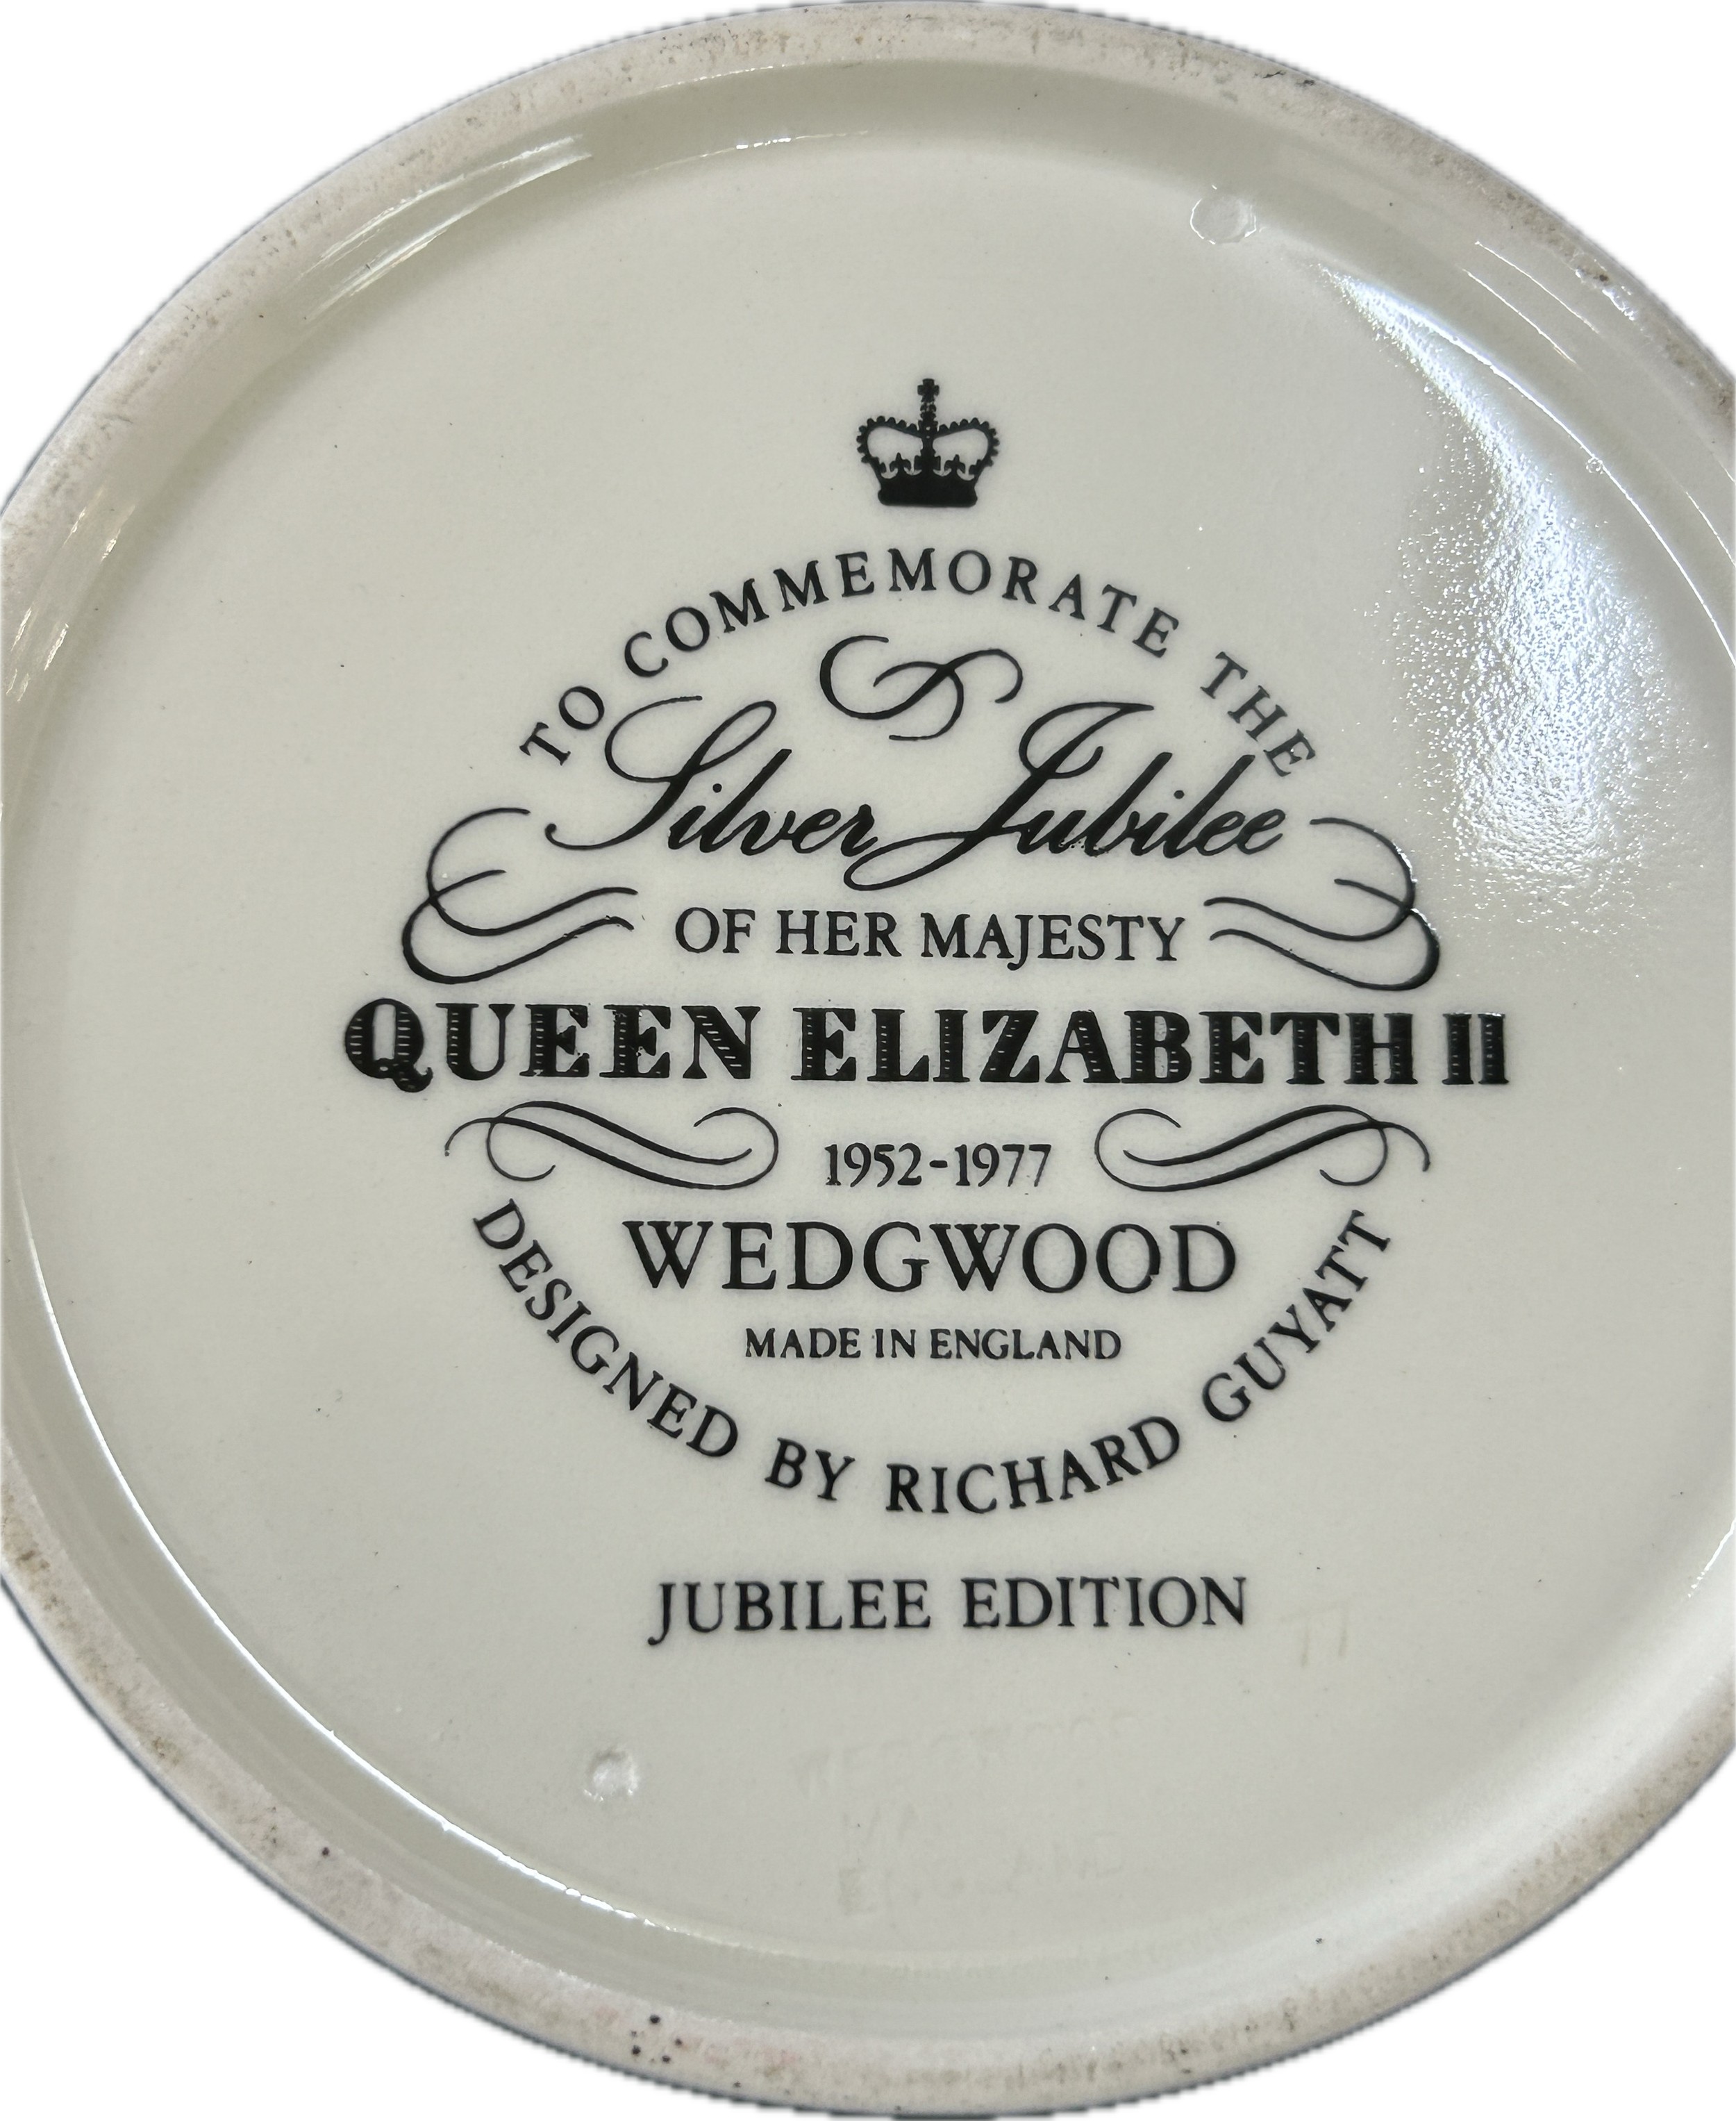 TO COMMEMORATE THE
Silver Jubilee
OF HER MAJESTY
QUEEN ELIZABETH II
1952-1977
WEDGWOOD
MADE IN ENGLAND
DESIGNED BY RICHARD GUYATT
JUBILEE EDITION